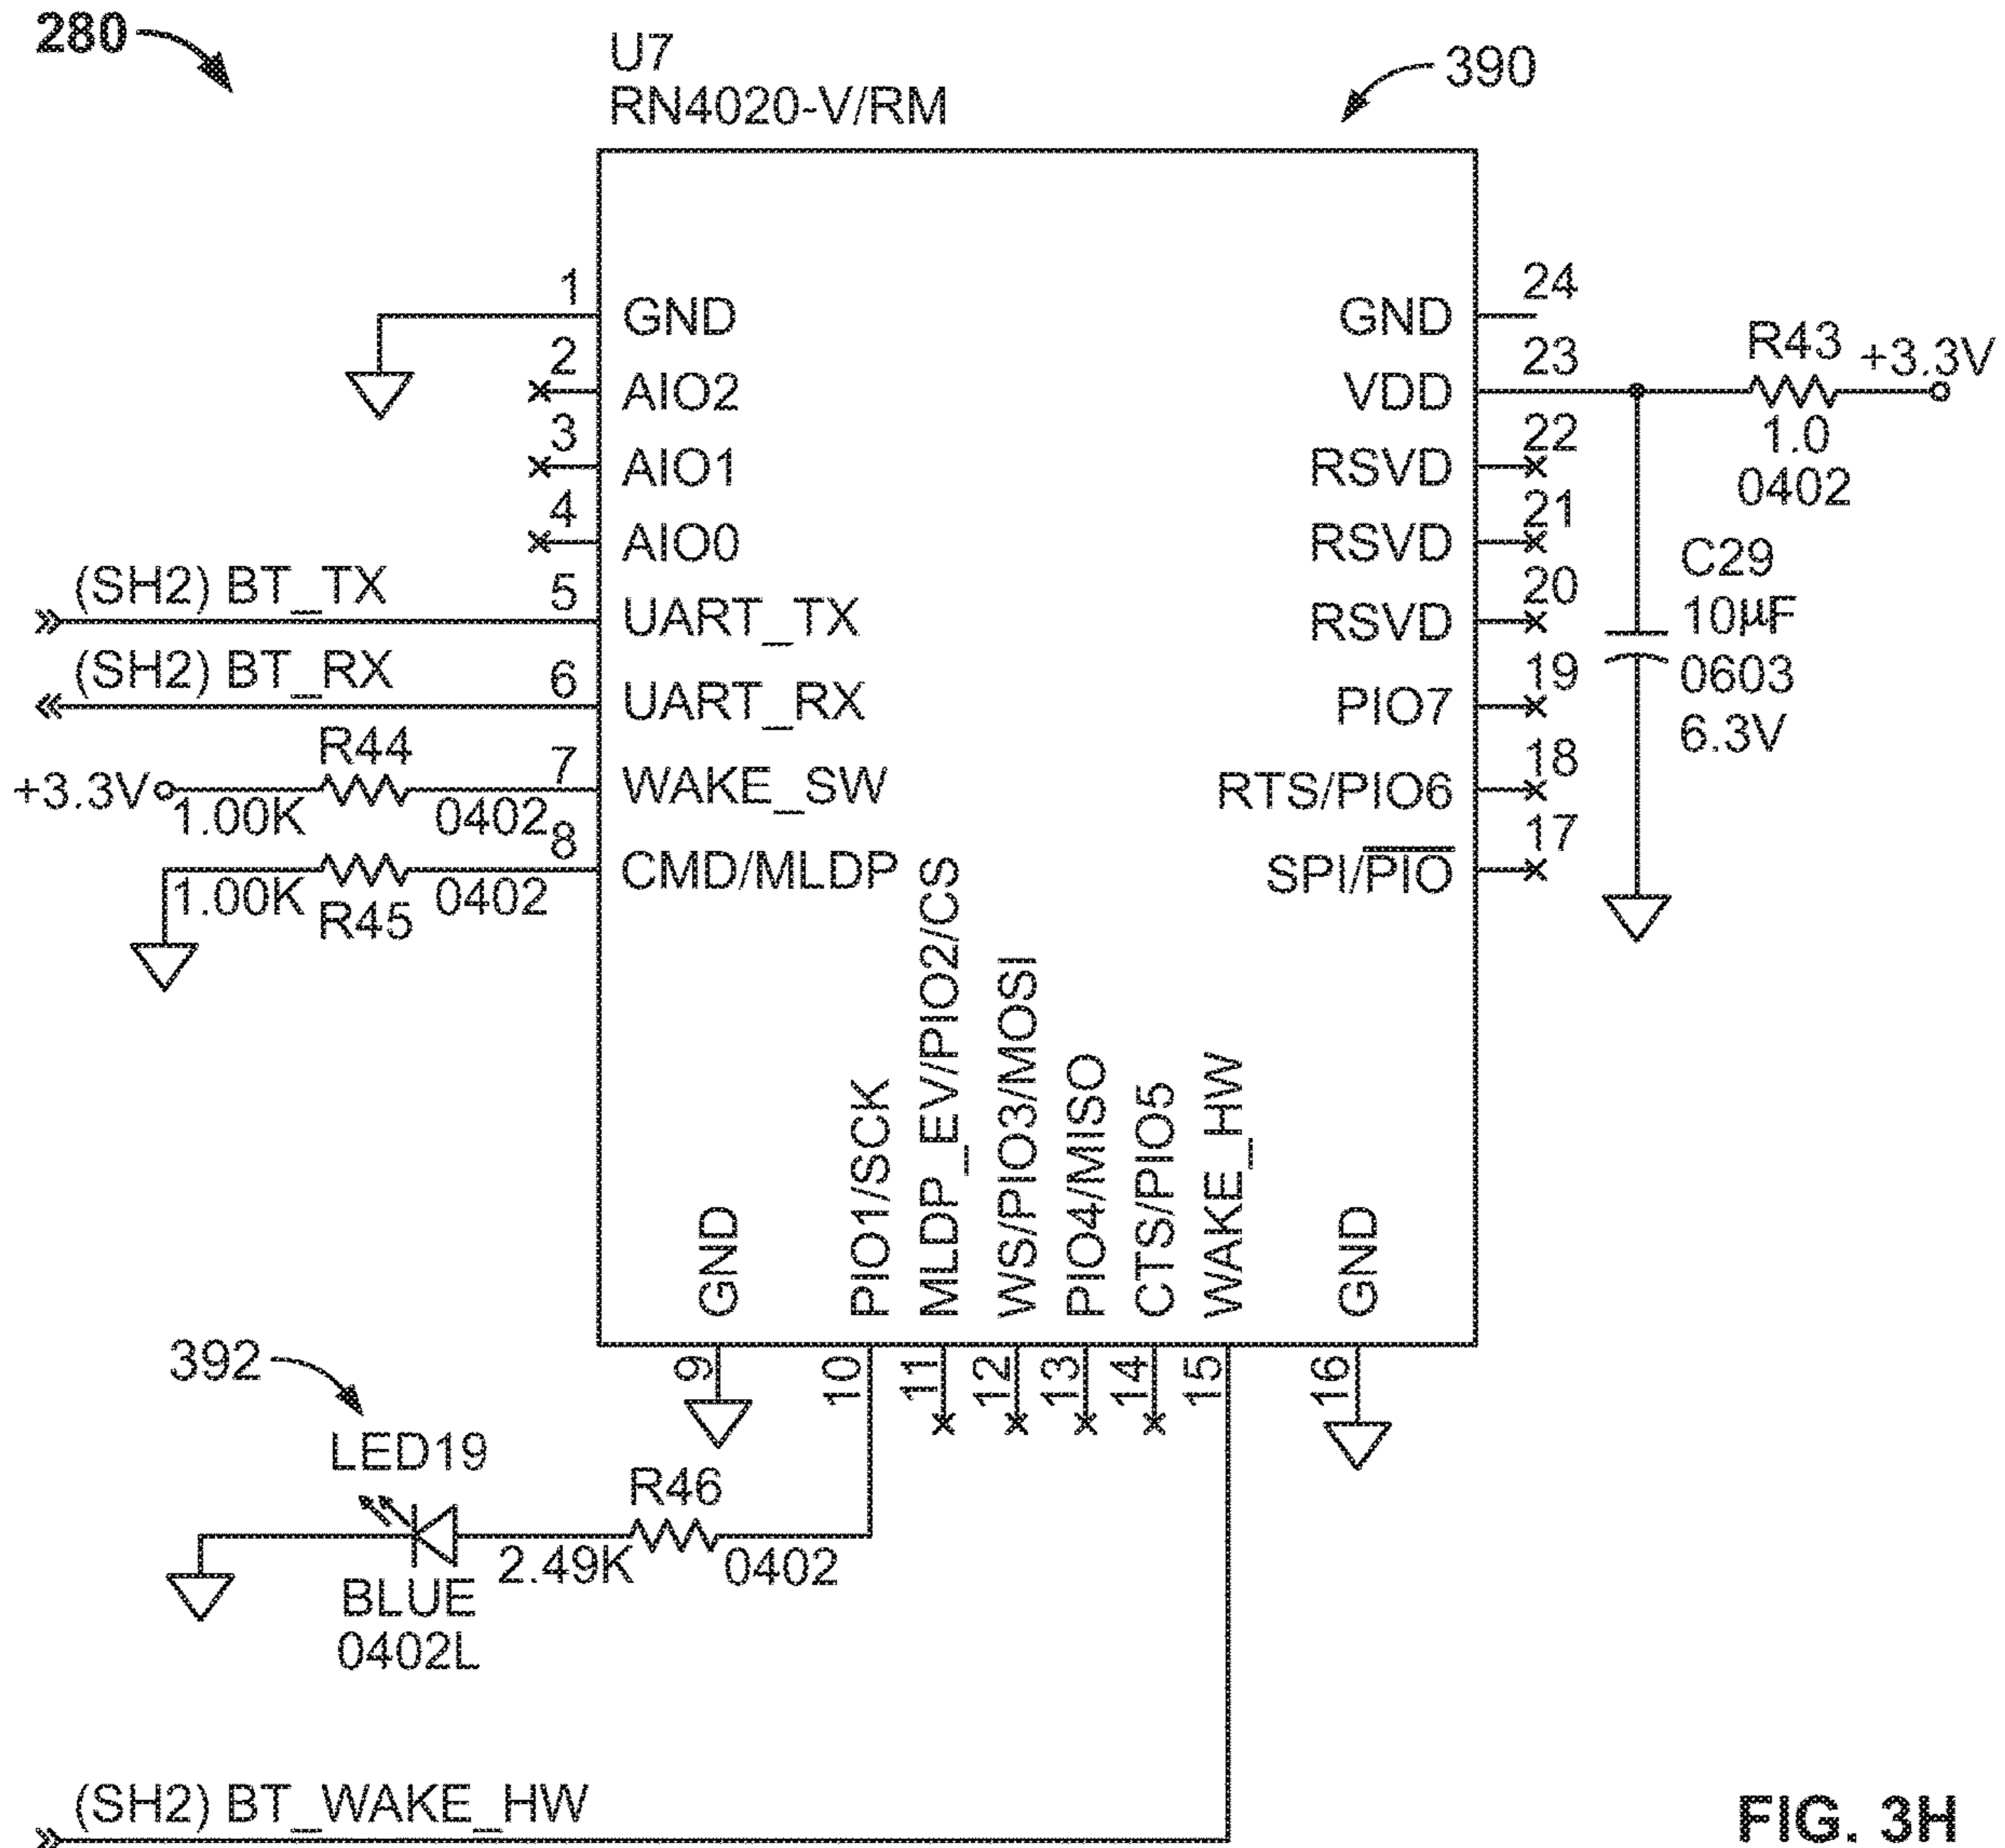 280
U7
RN4020-V/RM
390
1
GND
2
AIO2
3
AIO1
4
AIO0
(SH2) BT_TX
5
UART_TX
(SH2) BT_RX
6
UART_RX
R44
+3.3V
1.00K
0402
7
WAKE_SW
8
CMD/MLDP
1.00K
0402
R45
24
GND
23
VDD
R43
+3.3V
1.0
0402
22
RSVD
21
RSVD
20
RSVD
19
PIO7
18
RTS/PIO6
17
SPI/PIO
C29
10µF
0603
6.3V
GND
PIO1/SCK
MLDP_EV/PIO2/CS
WS/PIO3/MOSI
PIO4/MISO
CTS/PIO5
WAKE_HW
GND
9
10
11
12
13
14
15
16
392
LED19
R46
2.49K
0402
BLUE
0402L
(SH2) BT_WAKE_HW
FIG. 3H